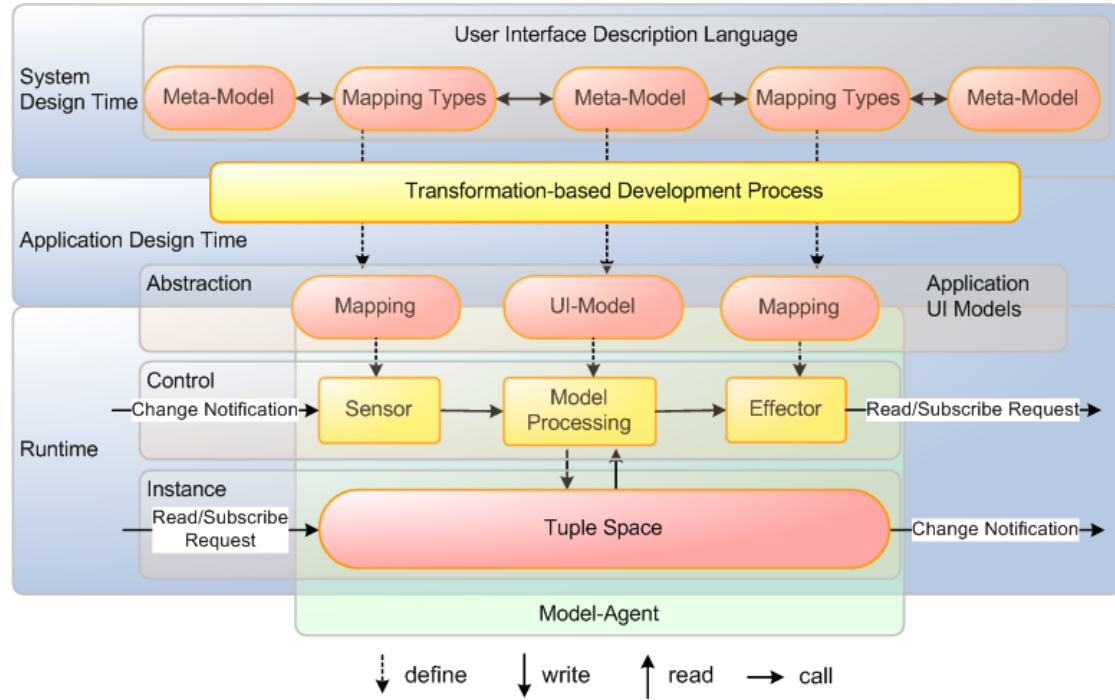 User Interface Description Language
System
Design Time
Meta-Model
Mapping Types
Meta-Model
Mapping Types
Meta-Model
Transformation-based Development Process
Application Design Time
Abstraction
Mapping
UI-Model
Mapping
Application
UI Models
Control
Change Notification
Sensor
Model
Processing
Effector
Read/Subscribe Request
Runtime
Instance
Read/Subscribe
Request
Tuple Space
Change Notification
Model-Agent
define
write
read
call